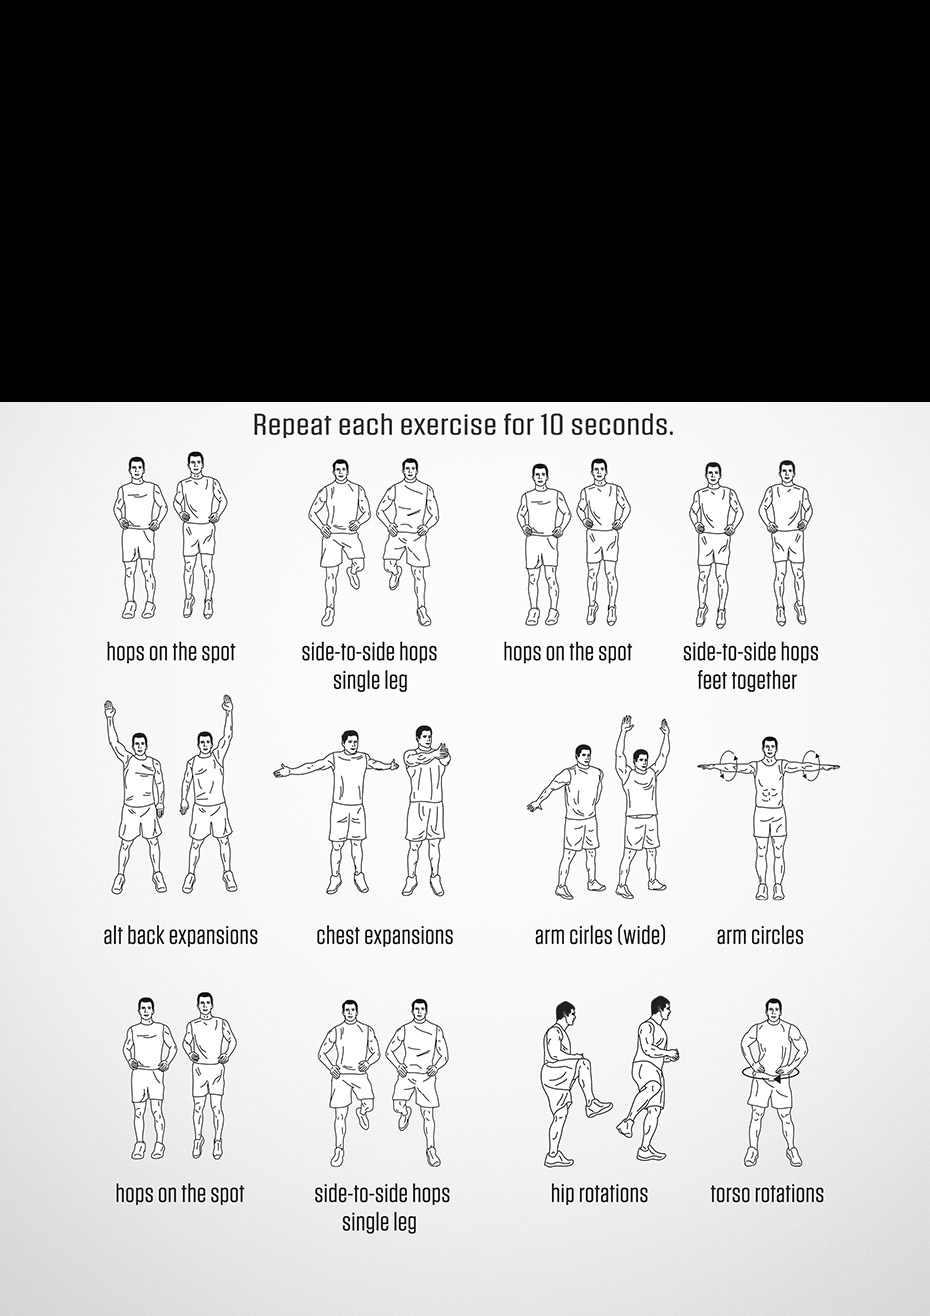 Repeat each exercise for 10 seconds.
hops on the spot
side-to-side hops
single leg
hops on the spot
side-to-side hops
feet together
alt back expansions
chest expansions
arm cirles (wide)
arm circles
hops on the spot
side-to-side hops
single leg
hip rotations
torso rotations